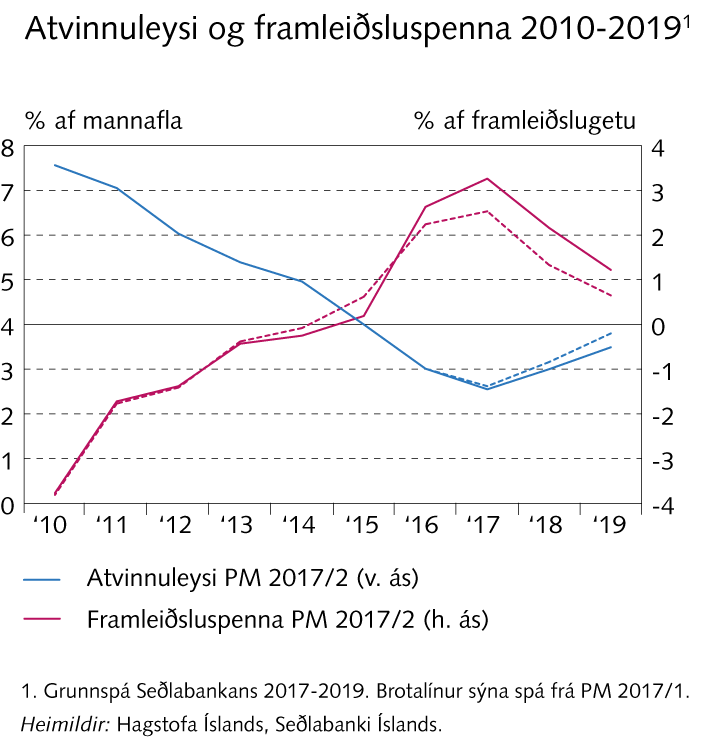 Atvinnuleysi og framleiðsluspenna 2010-2019¹
% af mannafla
% af framleiðslugetu
8
7
6
5
4
3
2
1
0
4
3
2
1
0
-1
-2
-3
-4
‘10 ‘11 ‘12 ‘13 ‘14 ‘15 ‘16 ‘17 ‘18 ‘19
Atvinnuleysi PM 2017/2 (v. ás)
Framleiðsluspenna PM 2017/2 (h. ás)
1. Grunnspá Seðlabankans 2017-2019. Brotalínur sýna spá frá PM 2017/1.
Heimildir: Hagstofa Íslands, Seðlabanki Íslands.